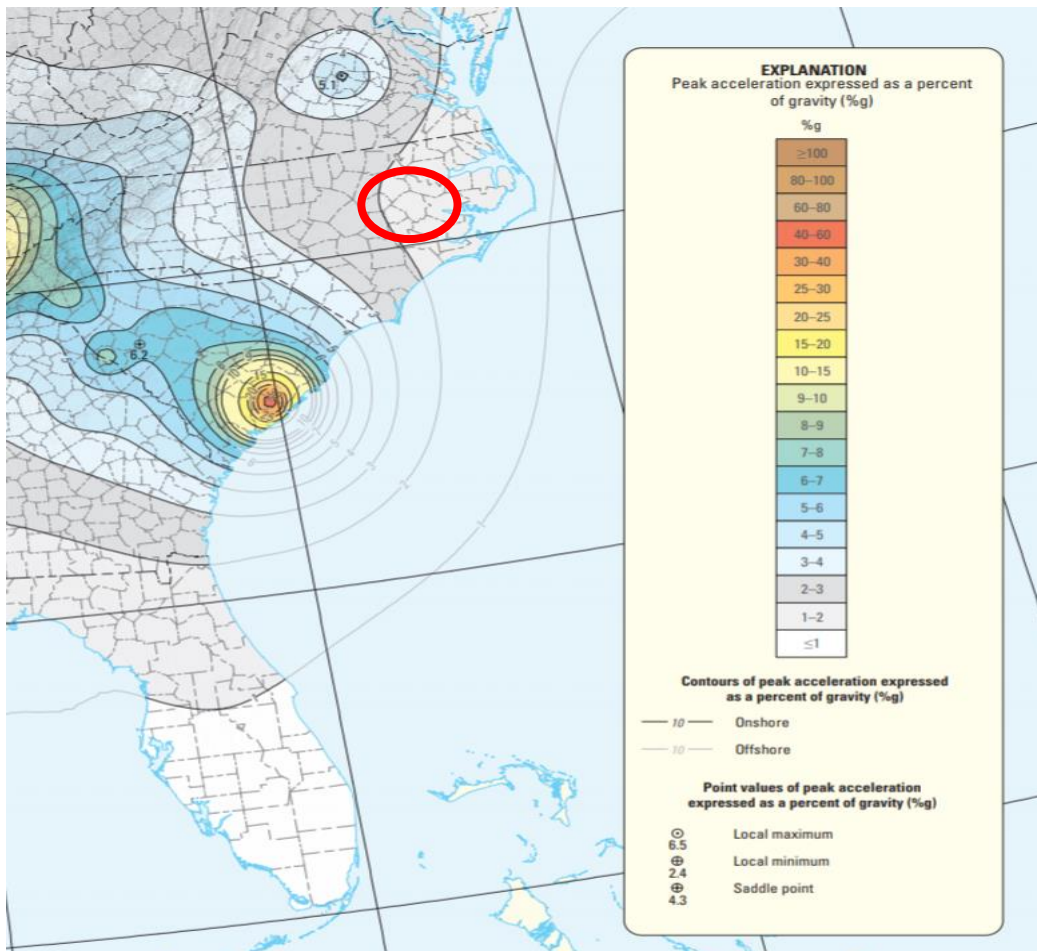 5.1
6.2
10
15
EXPLANATION
Peak acceleration expressed as a percent
of gravity (%g)
%g
≥100
80–100
60–80
40–60
30–40
25–30
20–25
15–20
10–15
9–10
8–9
7–8
6–7
5–6
4–5
3–4
2–3
1–2
≤1
Contours of peak acceleration expressed
as a percent of gravity (%g)
10 Onshore
10 Offshore
Point values of peak acceleration
expressed as a percent of gravity (%g)
6.5 Local maximum
2.4 Local minimum
4.3 Saddle point